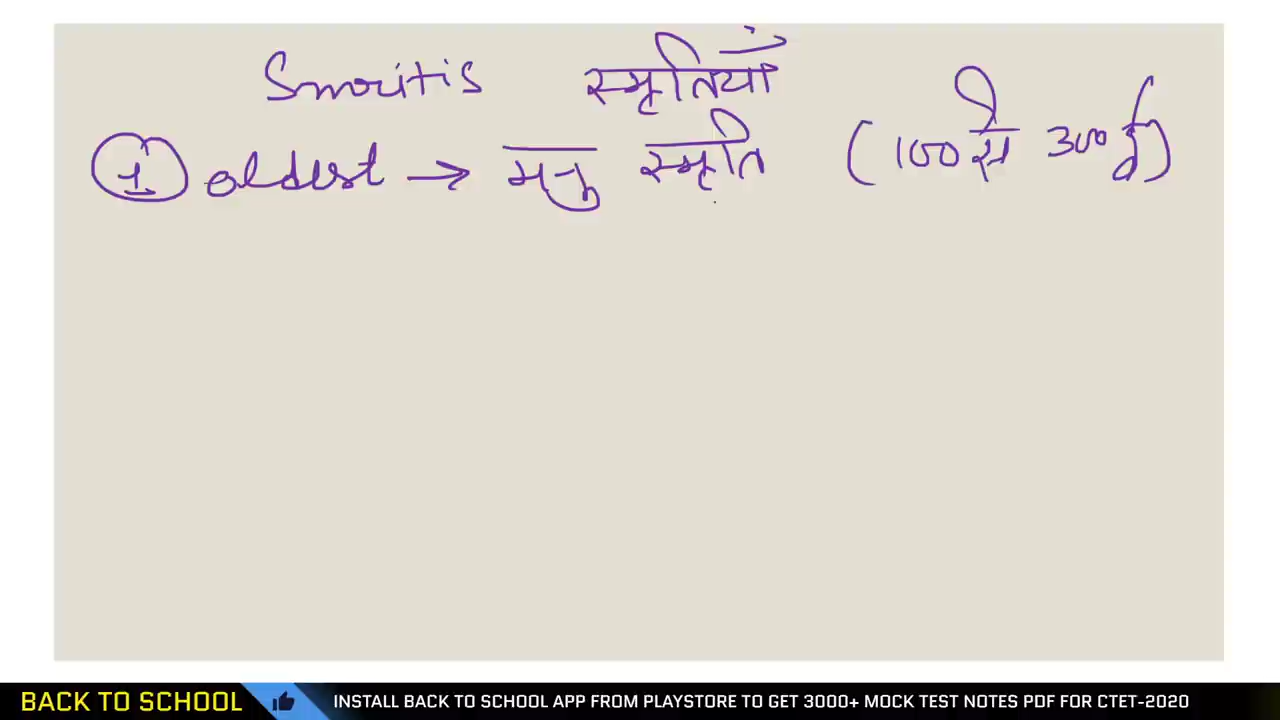 Smritis स्मृतियाँ
1 oldest → मनु स्मृति (100 से 300 ई)
BACK TO SCHOOL INSTALL BACK TO SCHOOL APP FROM PLAYSTORE TO GET 3000+ MOCK TEST NOTES PDF FOR CTET-2020